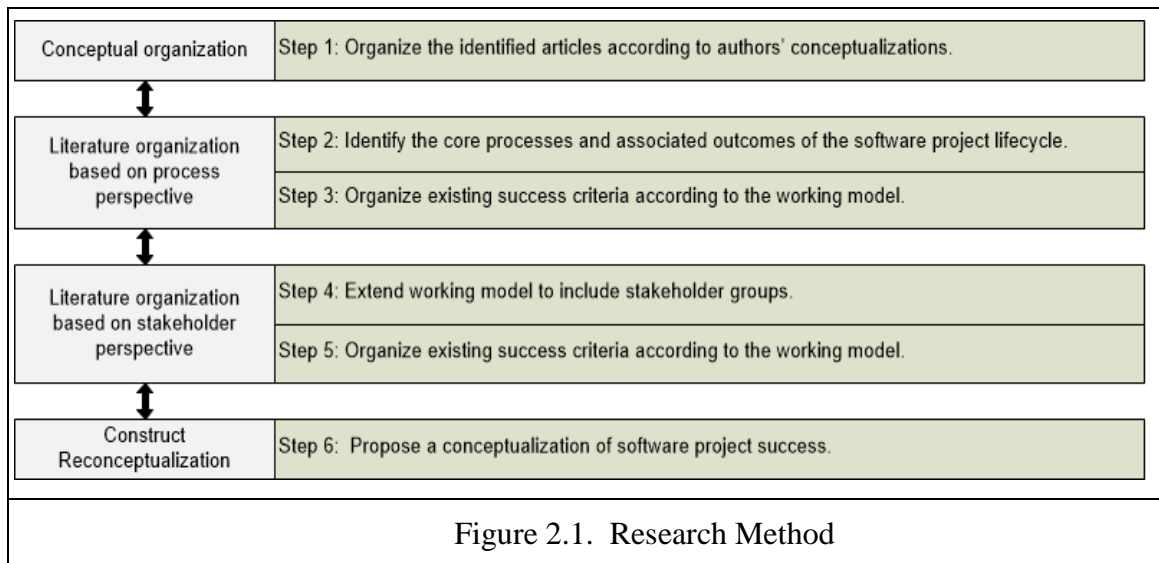 Conceptual organization
Step 1: Organize the identified articles according to authors’ conceptualizations.
Literature organization
based on process
perspective
Step 2: Identify the core processes and associated outcomes of the software project lifecycle.
Step 3: Organize existing success criteria according to the working model.
Literature organization
based on stakeholder
perspective
Step 4: Extend working model to include stakeholder groups.
Step 5: Organize existing success criteria according to the working model.
Construct
Reconceptualization
Step 6:  Propose a conceptualization of software project success.
Figure 2.1.  Research Method